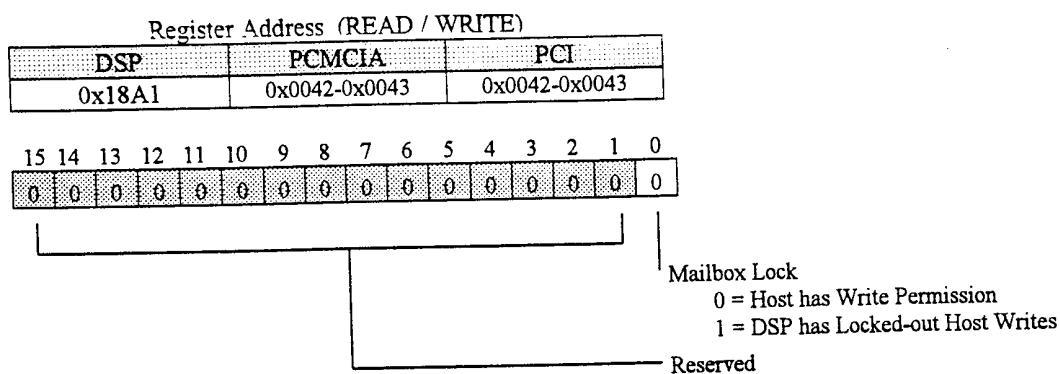 Register Address (READ / WRITE)
DSP PCMCIA PCI
0x18A1 0x0042-0x0043 0x0042-0x0043
15 14 13 12 11 10 9 8 7 6 5 4 3 2 1 0
0 0 0 0 0 0 0 0 0 0 0 0 0 0 0 0
Mailbox Lock
0 = Host has Write Permission
1 = DSP has Locked-out Host Writes
Reserved